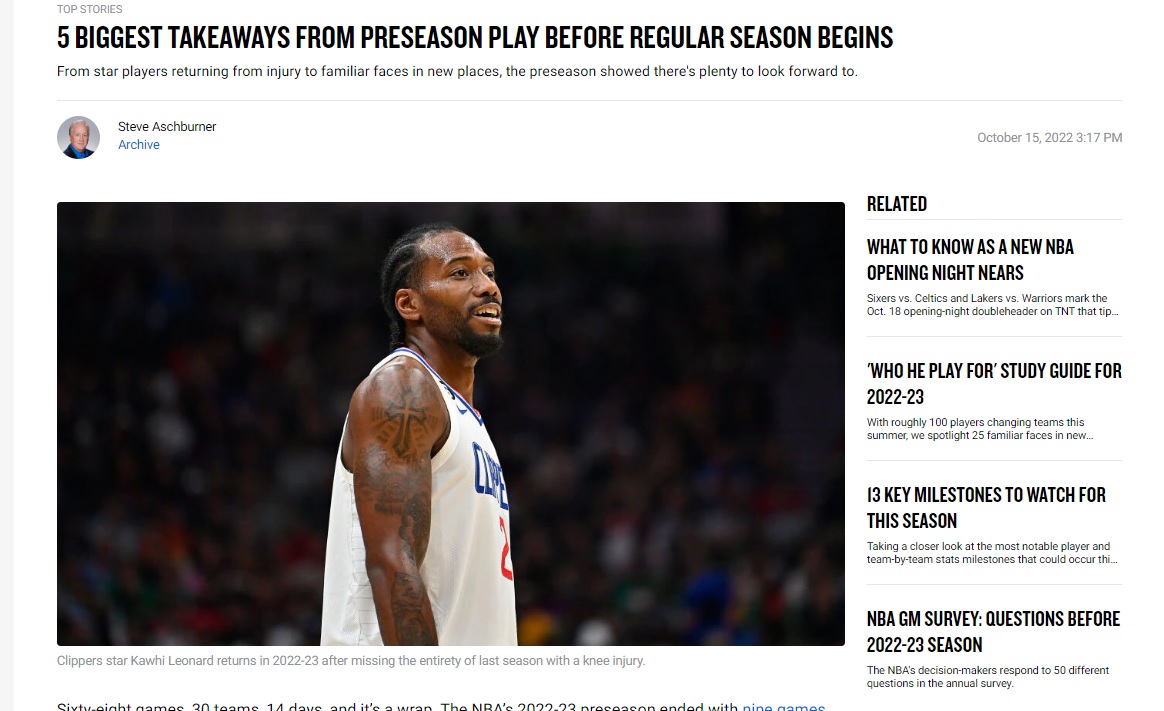 TOP STORIES
5 BIGGEST TAKEAWAYS FROM PRESEASON PLAY BEFORE REGULAR SEASON BEGINS
From star players returning from injury to familiar faces in new places, the preseason showed there's plenty to look forward to.
Steve Aschburner
Archive
October 15, 2022 3:17 PM
CLIPPE
2
Clippers star Kawhi Leonard returns in 2022-23 after missing the entirety of last season with a knee injury.
Sixty-eight games, 30 teams, 14 days, and it's a wrap. The NBA's 2022-23 preseason ended with nine games
RELATED
WHAT TO KNOW AS A NEW NBA
OPENING NIGHT NEARS
Sixers vs. Celtics and Lakers vs. Warriors mark the
Oct. 18 opening-night doubleheader on TNT that tip...
'WHO HE PLAY FOR' STUDY GUIDE FOR
2022-23
With roughly 100 players changing teams this
summer, we spotlight 25 familiar faces in new...
13 KEY MILESTONES TO WATCH FOR
THIS SEASON
Taking a closer look at the most notable player and
team-by-team stats milestones that could occur thi...
NBA GM SURVEY: QUESTIONS BEFORE
2022-23 SEASON
The NBA's decision-makers respond to 50 different
questions in the annual survey.